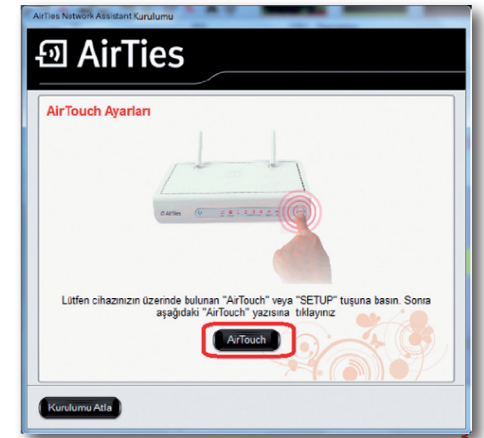 AirTies Network Assistant Kurulumu
AirTies
AirTouch Ayarları
AirTies
Lütfen cihazınızın üzerinde bulunan "AirTouch" veya "SETUP" tuşuna basın. Sonra
aşağıdaki "AirTouch" yazısına tıklayınız
AirTouch
Kurulumu Atla